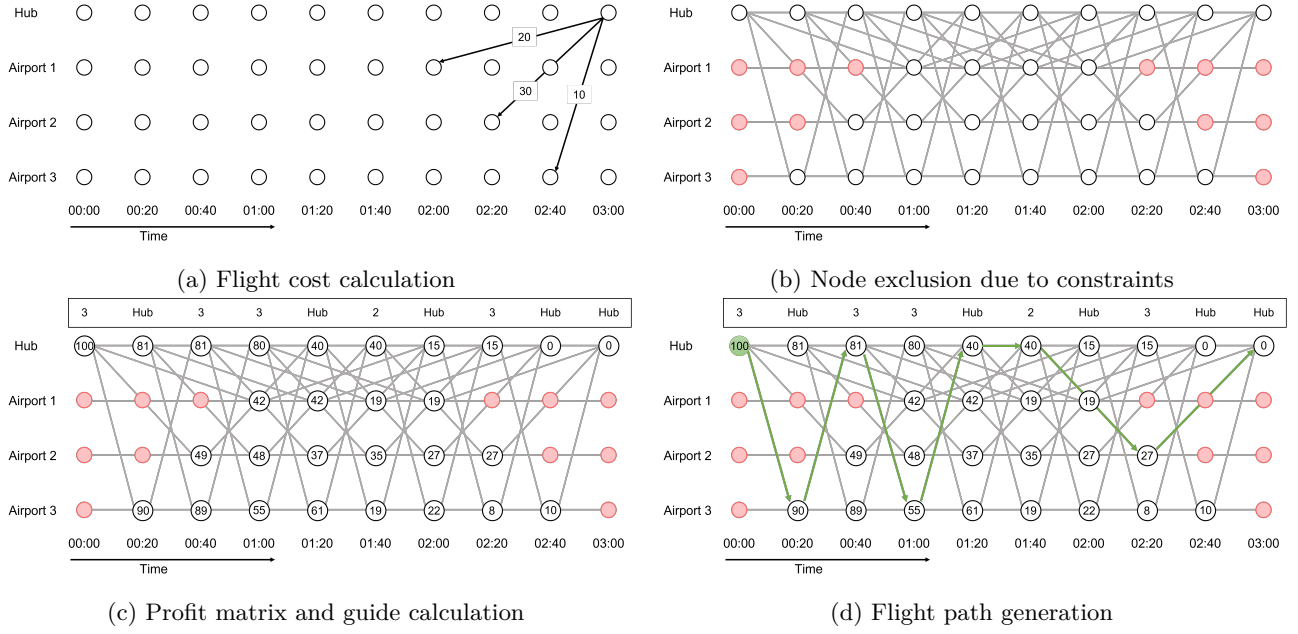 Hub
20
Airport 1
30
10
Airport 2
Airport 3
00:00 00:20 00:40 01:00 01:20 01:40 02:00 02:20 02:40 03:00
Time
(a) Flight cost calculation
Hub
Airport 1
Airport 2
Airport 3
00:00 00:20 00:40 01:00 01:20 01:40 02:00 02:20 02:40 03:00
Time
(b) Node exclusion due to constraints
3 Hub 3 3 Hub 2 Hub 3 Hub Hub
Hub 100 81 81 80 40 40 15 15 0 0
Airport 1 42 42 19 19
Airport 2 49 48 37 35 27 27
Airport 3 90 89 55 61 19 22 8 10
00:00 00:20 00:40 01:00 01:20 01:40 02:00 02:20 02:40 03:00
Time
(c) Profit matrix and guide calculation
3 Hub 3 3 Hub 2 Hub 3 Hub Hub
Hub 100 81 81 80 40 40 15 15 0 0
Airport 1 42 42 19 19
Airport 2 49 48 37 35 27 27
Airport 3 90 89 55 61 19 22 8 10
00:00 00:20 00:40 01:00 01:20 01:40 02:00 02:20 02:40 03:00
Time
(d) Flight path generation